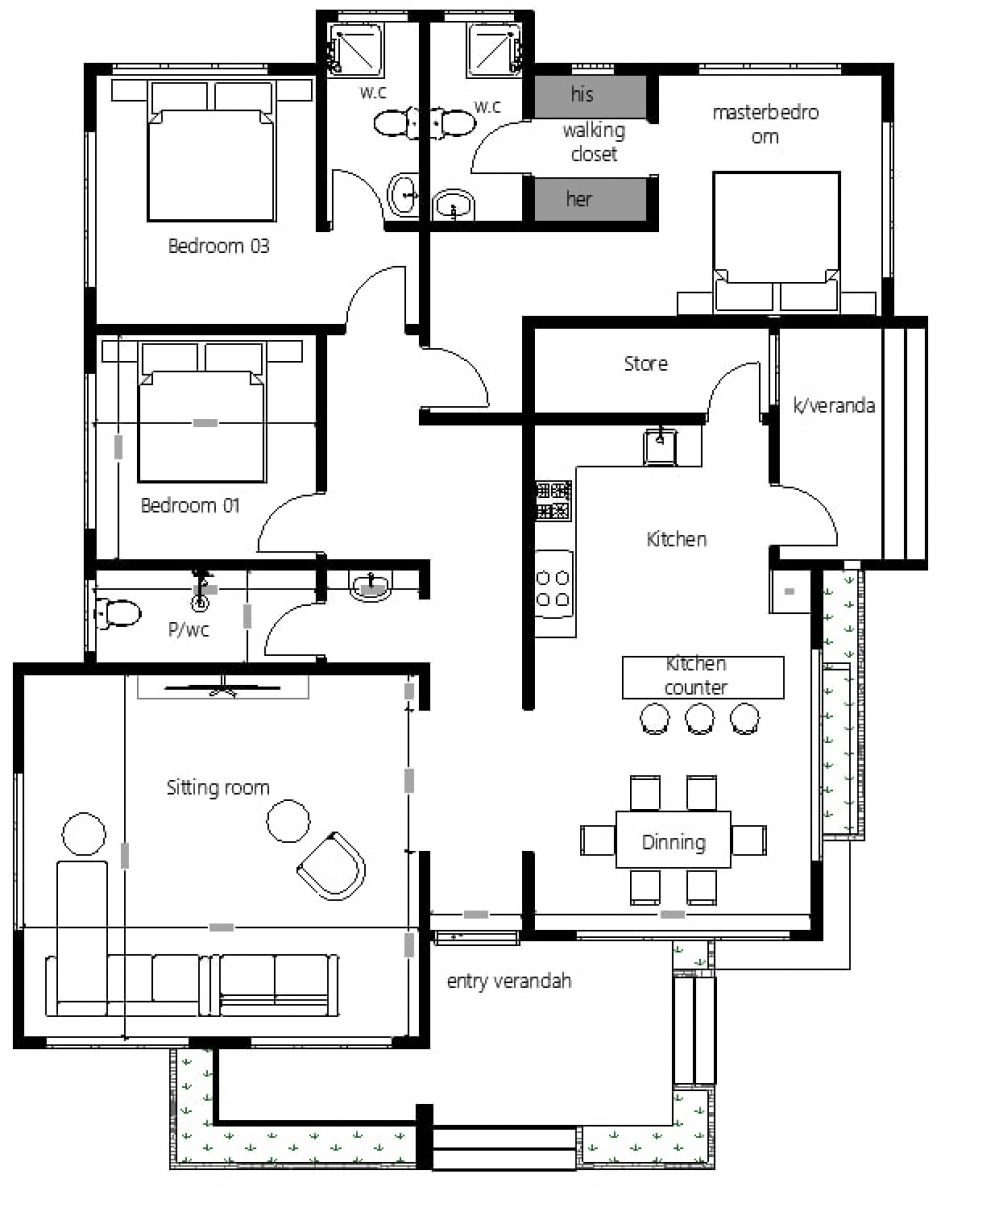 w.c
w.c
his
walking
closet
her
masterbedro
om
Bedroom 03
Store
k/veranda
Bedroom 01
Kitchen
P/wc
Kitchen
counter
Sitting room
Dinning
entry verandah